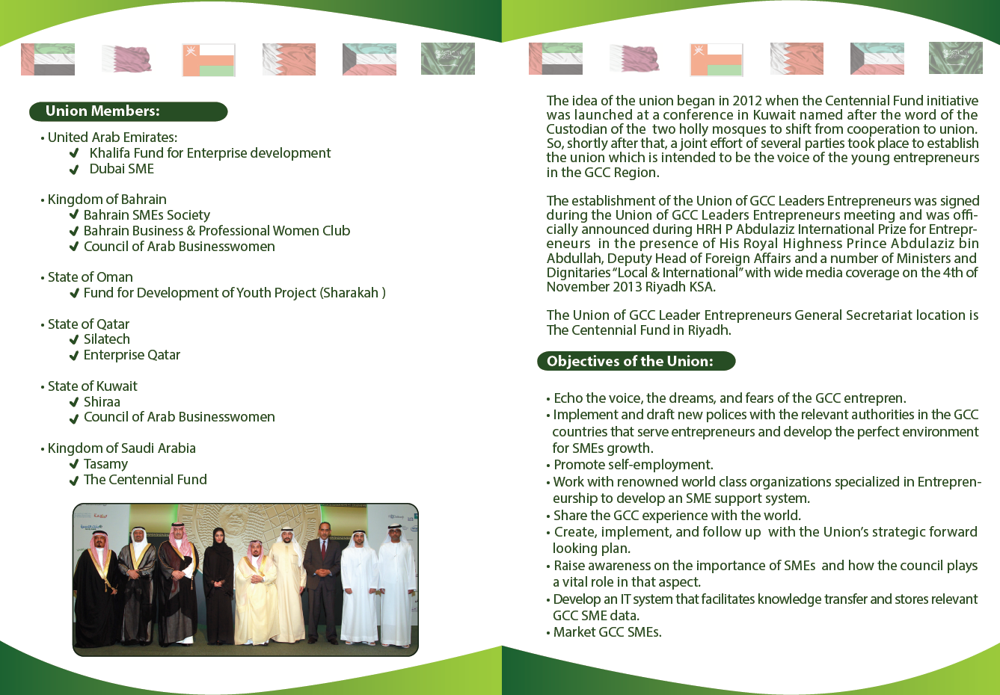 Union Members:
• United Arab Emirates:
✔ Khalifa Fund for Enterprise development
✔ Dubai SME
• Kingdom of Bahrain
✔ Bahrain SMEs Society
✔ Bahrain Business & Professional Women Club
✔ Council of Arab Businesswomen
• State of Oman
✔ Fund for Development of Youth Project (Sharakah )
• State of Qatar
✔ Silatech
✔ Enterprise Qatar
• State of Kuwait
✔ Shiraa
✔ Council of Arab Businesswomen
• Kingdom of Saudi Arabia
✔ Tasamy
✔ The Centennial Fund
The idea of the union began in 2012 when the Centennial Fund initiative
was launched at a conference in Kuwait named after the word of the
Custodian of the  two holly mosques to shift from cooperation to union.
So, shortly after that, a joint effort of several parties took place to establish
the union which is intended to be the voice of the young entrepreneurs
in the GCC Region.
The establishment of the Union of GCC Leaders Entrepreneurs was signed
during the Union of GCC Leaders Entrepreneurs meeting and was offi-
cially announced during HRH P Abdulaziz International Prize for Entrepr-
eneurs  in the presence of His Royal Highness Prince Abdulaziz bin
Abdullah, Deputy Head of Foreign Affairs and a number of Ministers and
Dignitaries “Local & International” with wide media coverage on the 4th of
November 2013 Riyadh KSA.
The Union of GCC Leader Entrepreneurs General Secretariat location is
The Centennial Fund in Riyadh.
Objectives of the Union:
• Echo the voice, the dreams, and fears of the GCC entrepren.
• Implement and draft new polices with the relevant authorities in the GCC
countries that serve entrepreneurs and develop the perfect environment
for SMEs growth.
• Promote self-employment.
• Work with renowned world class organizations specialized in Entrepren-
eurship to develop an SME support system.
• Share the GCC experience with the world.
• Create, implement, and follow up  with the Union’s strategic forward
looking plan.
• Raise awareness on the importance of SMEs  and how the council plays
a vital role in that aspect.
• Develop an IT system that facilitates knowledge transfer and stores relevant
GCC SME data.
• Market GCC SMEs.